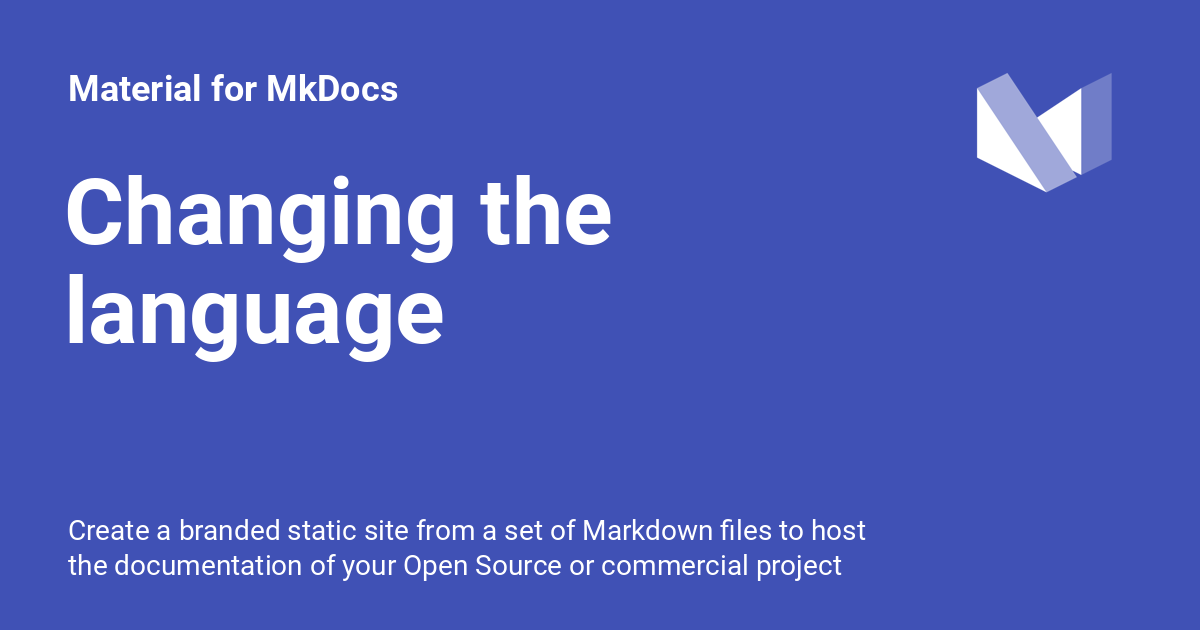 Material for MkDocs
Changing the
language
Create a branded static site from a set of Markdown files to host
the documentation of your Open Source or commercial project